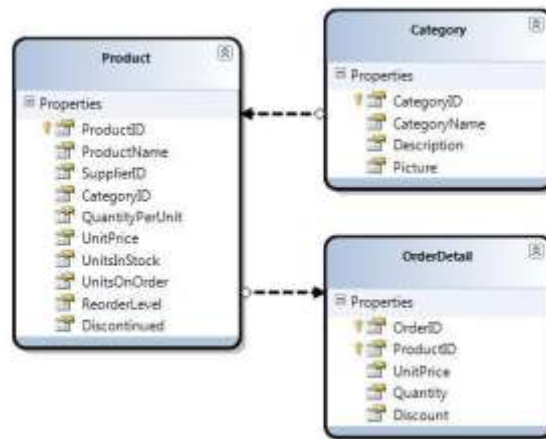 Product
Properties
ProductID
ProductName
SupplierID
CategoryID
QuantityPerUnit
UnitPrice
UnitsInStock
UnitsOnOrder
ReorderLevel
Discontinued
Category
Properties
CategoryID
CategoryName
Description
Picture
OrderDetail
Properties
OrderID
ProductID
UnitPrice
Quantity
Discount